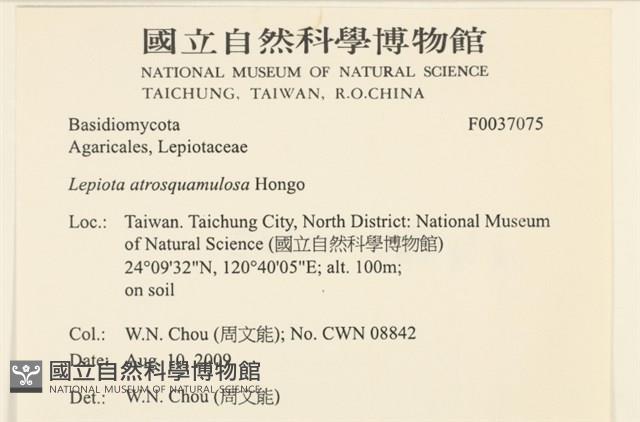 國立自然科學博物館
NATIONAL MUSEUM OF NATURAL SCIENCE
TAICHUNG, TAIWAN, R.O.CHINA
Basidiomycota F0037075
Agaricales, Lepiotaceae
Lepiota atrosquamulosa Hongo
Loc.: Taiwan. Taichung City, North District: National Museum
of Natural Science (國立自然科學博物館)
24°09'32"N, 120°40'05"E; alt. 100m;
on soil
Col.: W.N. Chou (周文能); No. CWN 08842
Date: Aug. 10, 2009
國立自然科學博物館
NATIONAL MUSEUM OF NATURAL SCIENCE
Det.: W.N. Chou (周文能)